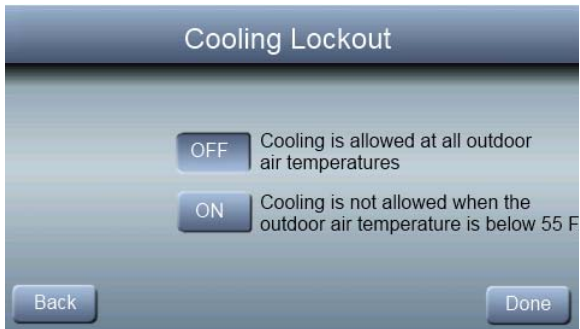 Cooling Lockout
OFF
Cooling is allowed at all outdoor
air temperatures
ON
Cooling is not allowed when the
outdoor air temperature is below 55 F
Back
Done